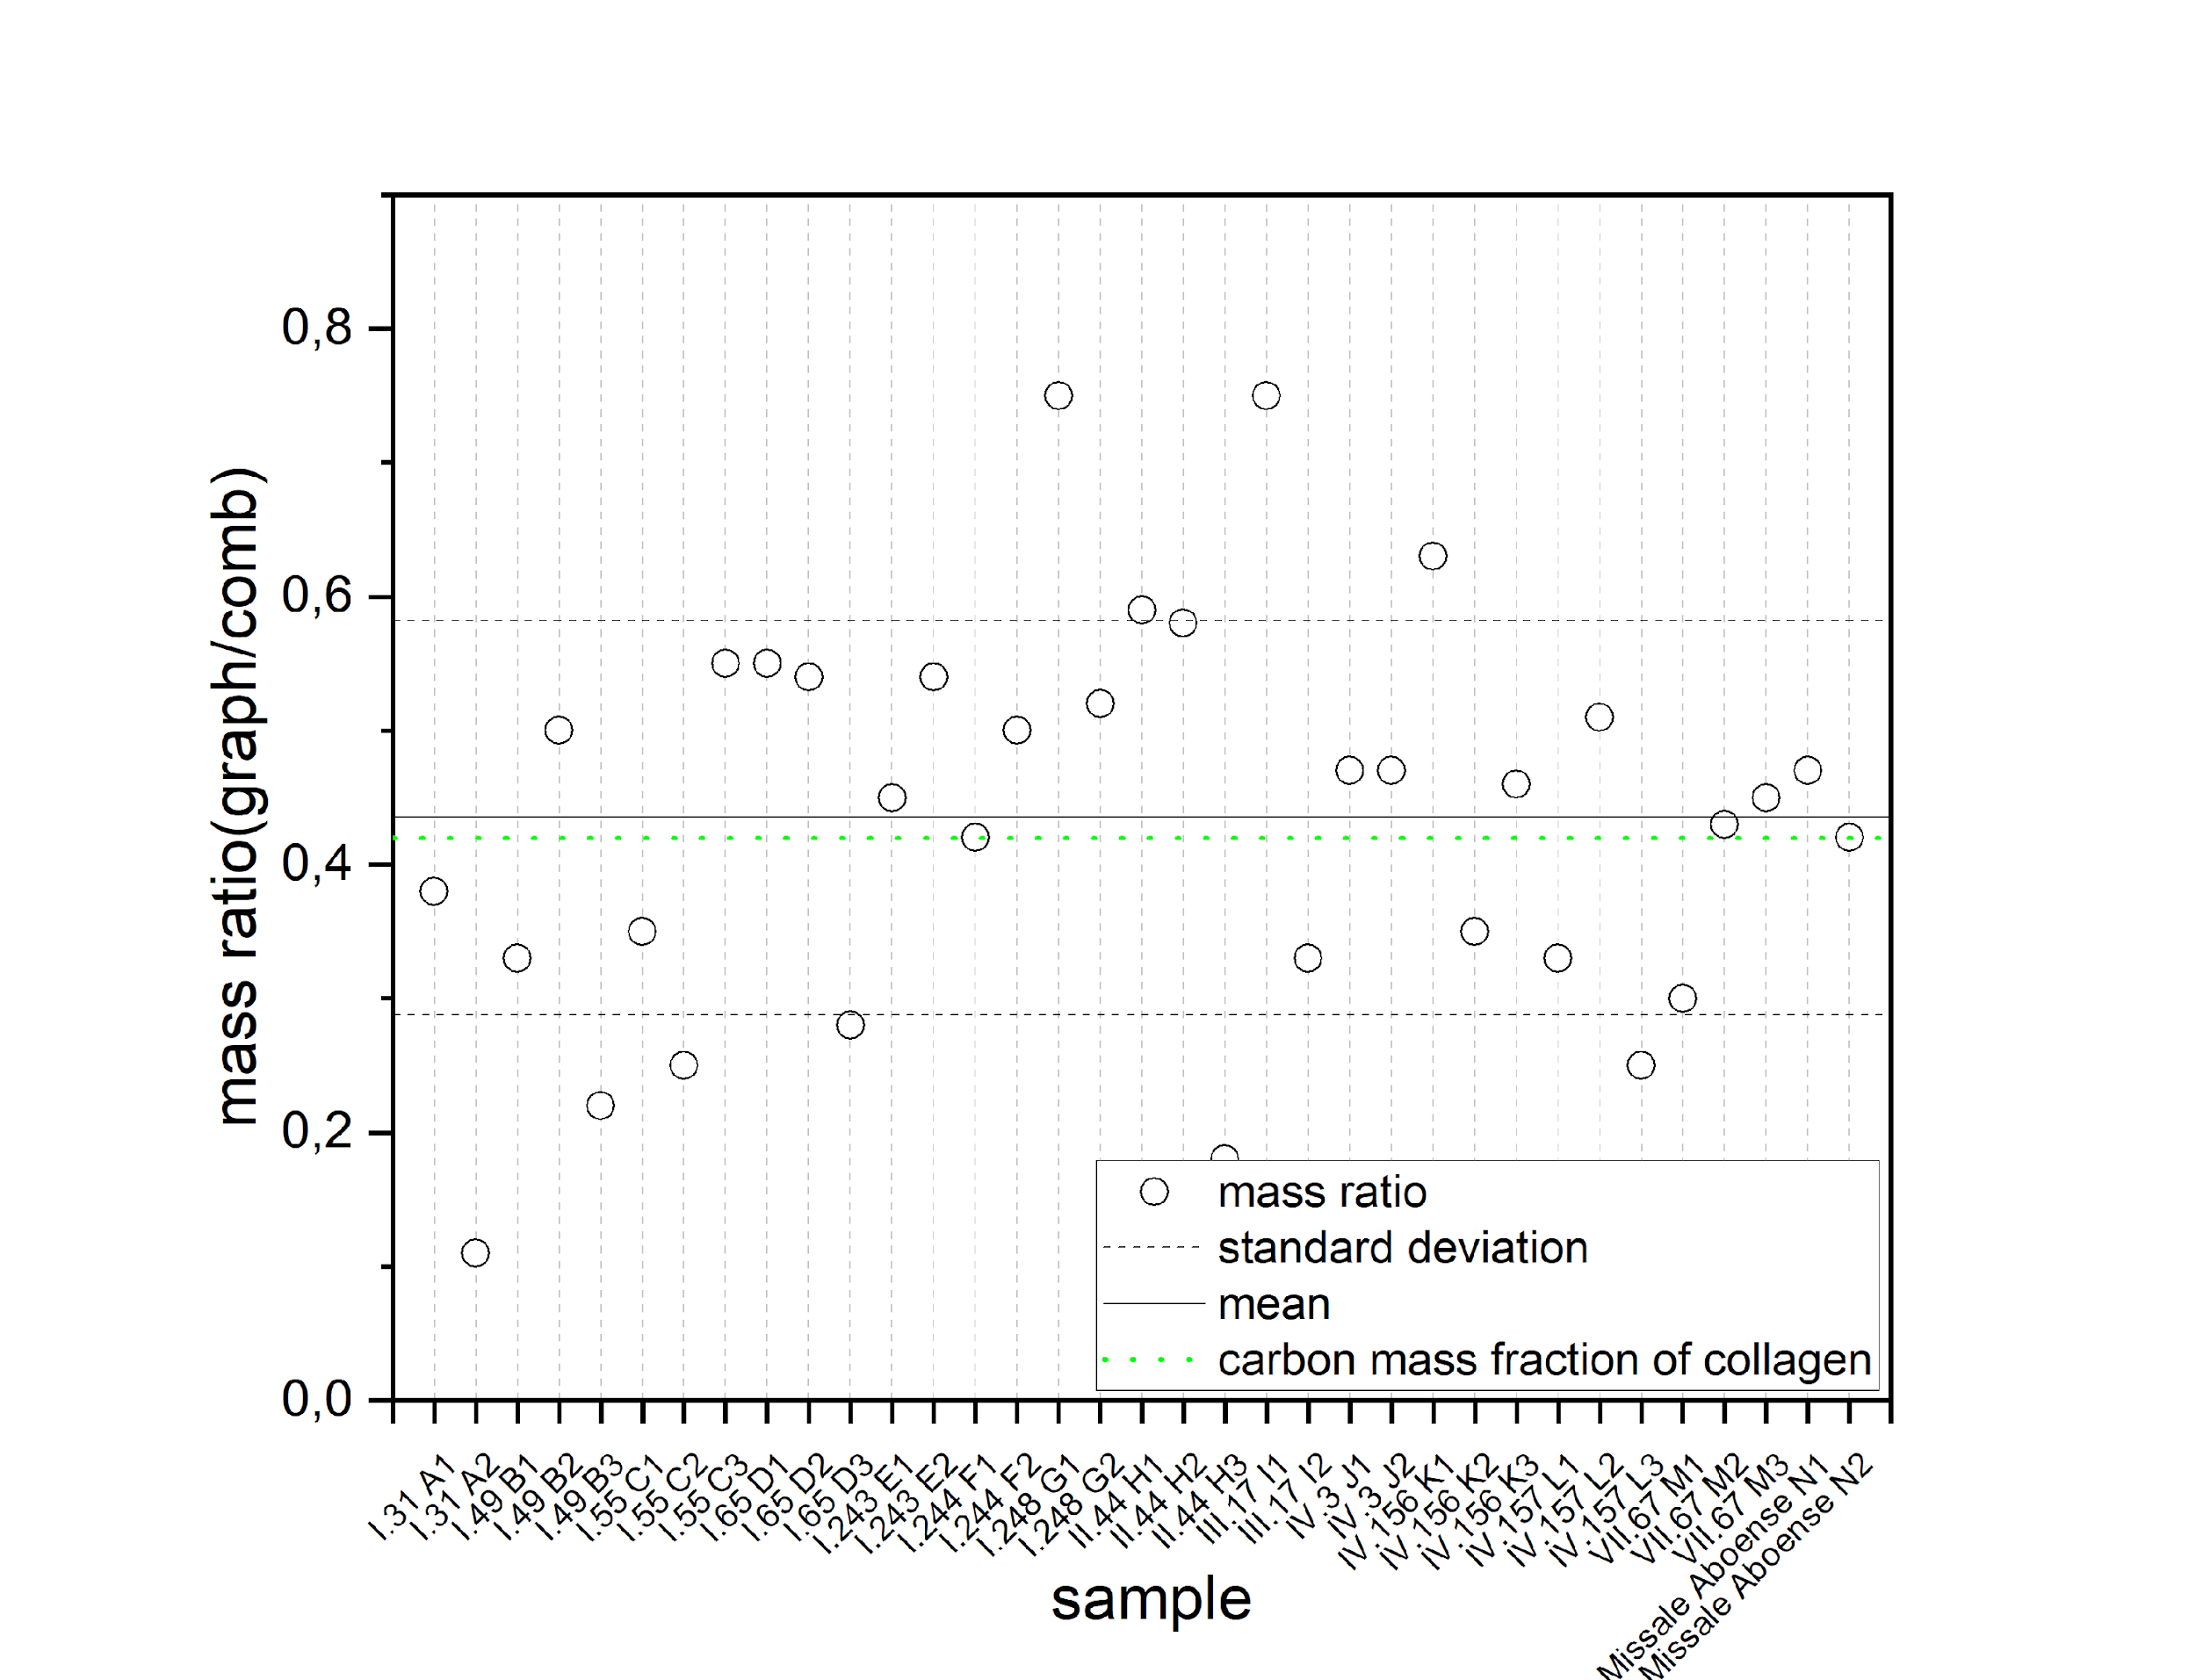 mass ratio(graph/comb)
0,8
0,6
0,4
0,2
0,0
mass ratio
standard deviation
mean
carbon mass fraction of collagen
I.31 A1
I.31 A2
I.49 B1
I.49 B2
I.49 B3
I.55 C1
I.55 C2
I.55 C3
I.65 D1
I.65 D2
I.65 D3
I.243 E1
I.243 E2
I.244 F1
I.244 F2
I.248 G1
I.248 G2
II.44 H1
II.44 H2
II.44 H3
III.17 I1
III.17 I2
IV.3 J1
IV.3 J2
IV.156 K1
IV.156 K2
IV.156 K3
IV.157 L1
IV.157 L2
IV.157 L3
VII.67 M1
VII.67 M2
VII.67 M3
Missale Aboense N1
Missale Aboense N2
sample